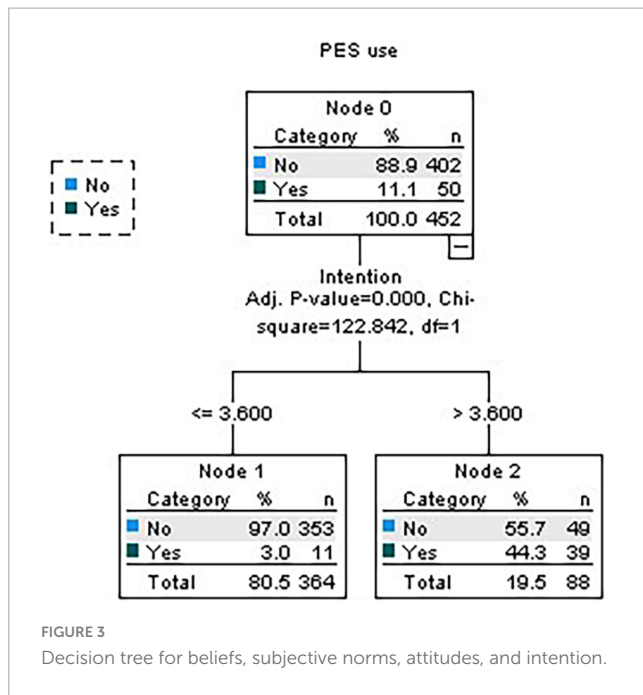 PES use
Node 0
Category % n
No 88.9 402
Yes 11.1 50
Total 100.0 452
No
Yes
Intention
Adj. P-value=0.000, Chi-
square=122.842, df=1
<= 3.600
> 3.600
Node 1
Category % n
No 97.0 353
Yes 3.0 11
Total 80.5 364
Node 2
Category % n
No 55.7 49
Yes 44.3 39
Total 19.5 88
FIGURE 3
Decision tree for beliefs, subjective norms, attitudes, and intention.